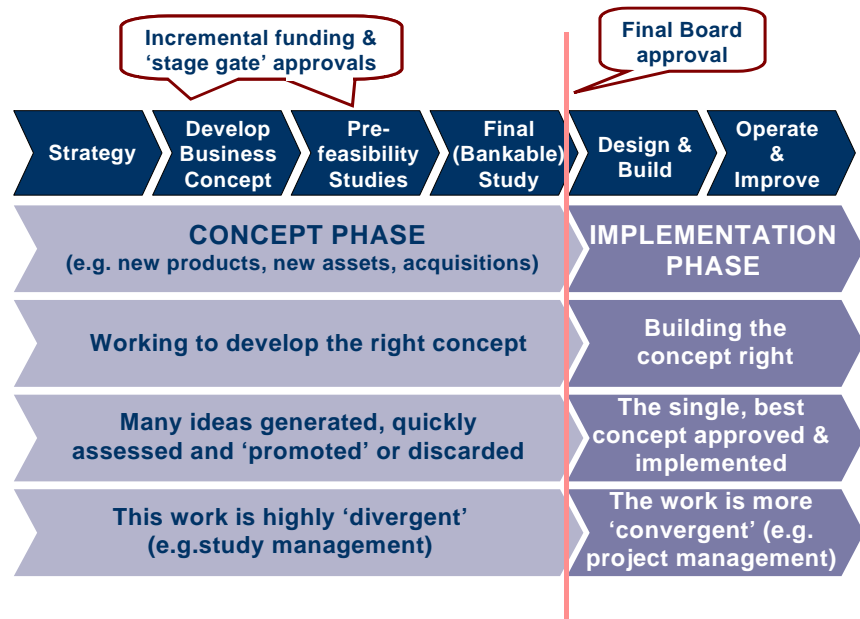 Incremental funding &
‘stage gate’ approvals
Final Board
approval
Strategy
Develop
Business
Concept
Pre-
feasibility
Studies
Final
(Bankable)
Study
Design &
Build
Operate
&
Improve
CONCEPT PHASE
(e.g. new products, new assets, acquisitions)
IMPLEMENTATION
PHASE
Working to develop the right concept
Building the
concept right
Many ideas generated, quickly
assessed and ‘promoted’ or discarded
The single, best
concept approved &
implemented
This work is highly ‘divergent’
(e.g.study management)
The work is more
‘convergent’ (e.g.
project management)